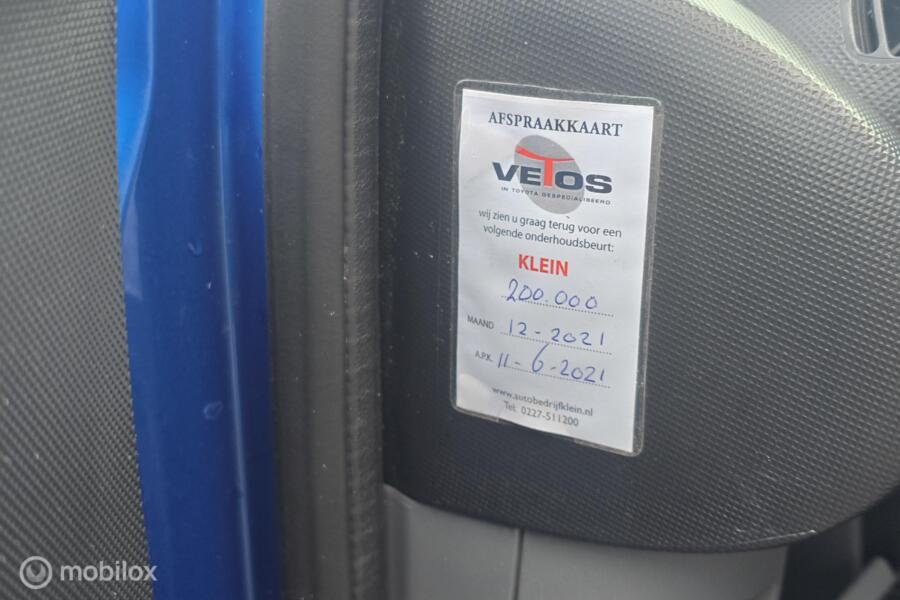 AFSPRAAKKAART
VETOS
IN TOYOTA GESPECIALISEERD
wij zien u graag terug voor een
volgende onderhoudsbeurt:
KLEIN
200.000
MAAND 12-2021
A.P.K. 11-6-2021
www.autobedrijfklein.nl
Tel: 0227-511200
mobilox